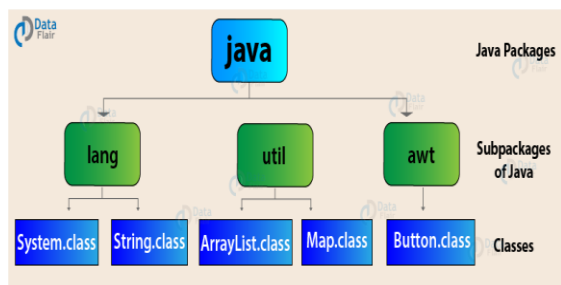 Data
Flair
java
Java Packages
lang
util
awt
Subpackages
of Java
System.class
String.class
ArrayList.class
Map.class
Button.class
Classes